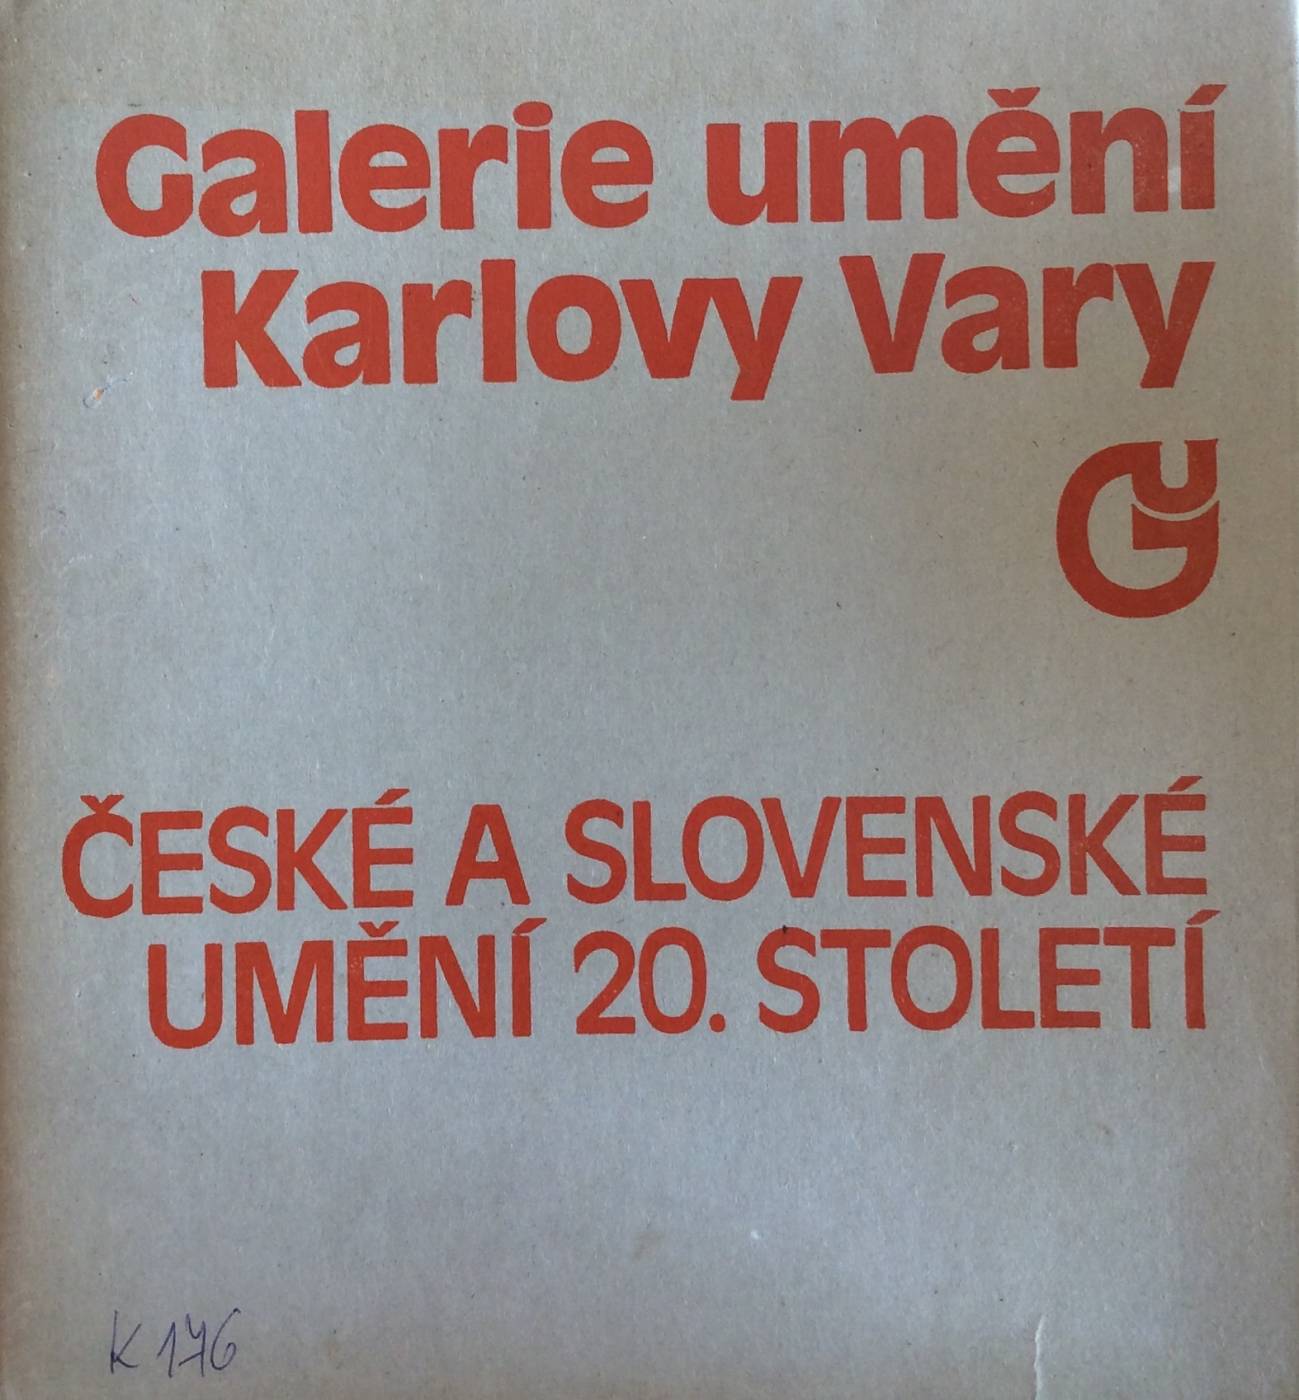 Galerie umění
Karlovy Vary
GU
ČESKÉ A SLOVENSKÉ
UMĚNÍ 20. STOLETÍ
K 176